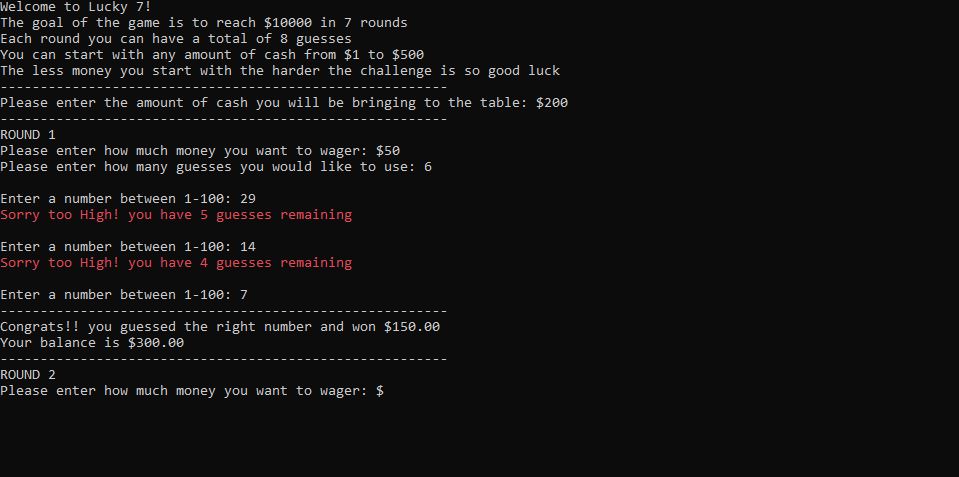 Welcome to Lucky 7!
The goal of the game is to reach $10000 in 7 rounds
Each round you can have a total of 8 guesses
You can start with any amount of cash from $1 to $500
The less money you start with the harder the challenge is so good luck
--------------------------------------------------------
Please enter the amount of cash you will be bringing to the table: $200
--------------------------------------------------------
ROUND 1
Please enter how much money you want to wager: $50
Please enter how many guesses you would like to use: 6
Enter a number between 1-100: 29
Sorry too High! you have 5 guesses remaining
Enter a number between 1-100: 14
Sorry too High! you have 4 guesses remaining
Enter a number between 1-100: 7
--------------------------------------------------------
Congrats!! you guessed the right number and won $150.00
Your balance is $300.00
--------------------------------------------------------
ROUND 2
Please enter how much money you want to wager: $